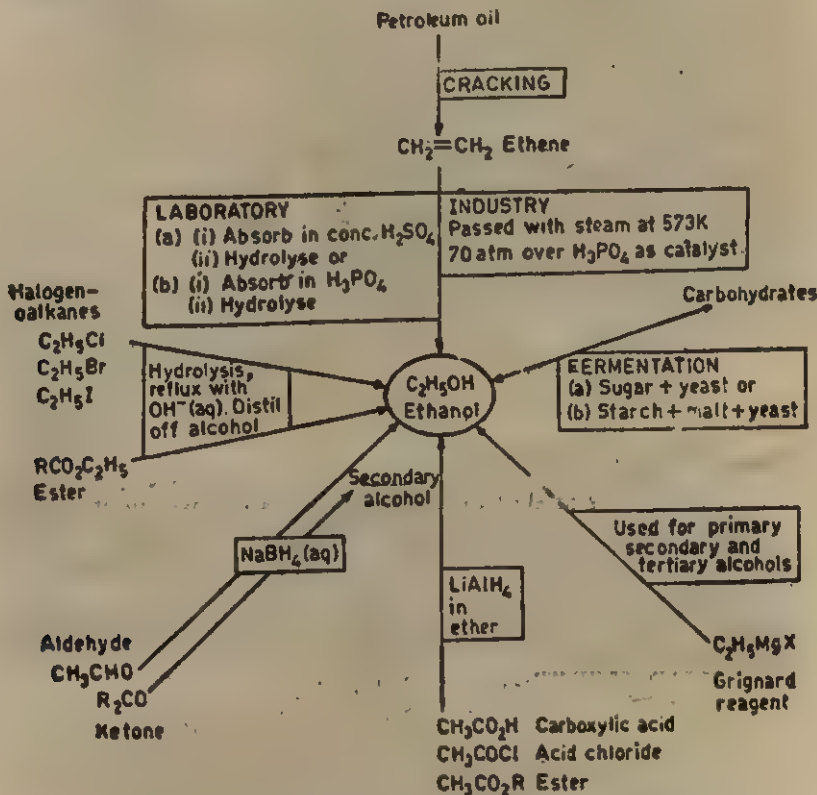 Petroleum oil
CRACKING
CH₂=CH₂ Ethene
LABORATORY
(a) (i) Absorb in conc. H₂SO₄
(ii) Hydrolyse or
(b) (i) Absorb in H₃PO₄
(ii) Hydrolyse
INDUSTRY
Passed with steam at 573K
70 atm over H₃PO₄ as catalyst.
Halogen-
oalkanes
C₂H₅Cl
C₂H₅Br
C₂H₅I
Carbohydrates
Hydrolysis,
reflux with
OH⁻(aq). Distil
off alcohol
C₂H₅OH
Ethanol
EERMENTATION
(a) Sugar + yeast or
(b) Starch + malt + yeast
RCO₂C₂H₅
Ester
Secondary
alcohol
NaBH₄(aq)
Used for primary
secondary and
tertiary alcohols
LiAlH₄
in
ether
Aldehyde
CH₃CHO
R₂CO
Ketone
C₂H₅MgX
Grignard
reagent
CH₃CO₂H Carboxylic acid
CH₃COCl Acid chloride
CH₃CO₂R Ester